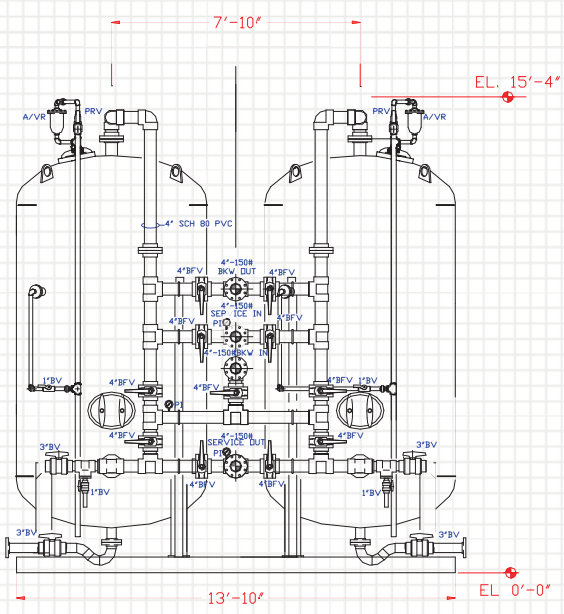 7'-10"
EL. 15'-4"
A/VR
PRV
PRV
A/VR
4" SCH 80 PVC
4"-150#
BKW OUT
4"BFV
4"BFV
4"-150#
SEP ICE IN
4"BFV
PI
4"BFV
4"-150#BKW IN
1"BV
4"BFV
4"BFV
4"BFV
1"BV
PI
4"BFV
4"-150#
SERVICE OUT
4"BFV
3"BV
PI
3"BV
1"BV
4"BFV
4"BFV
1"BV
3"BV
3"BV
EL 0'-0"
13'-10"